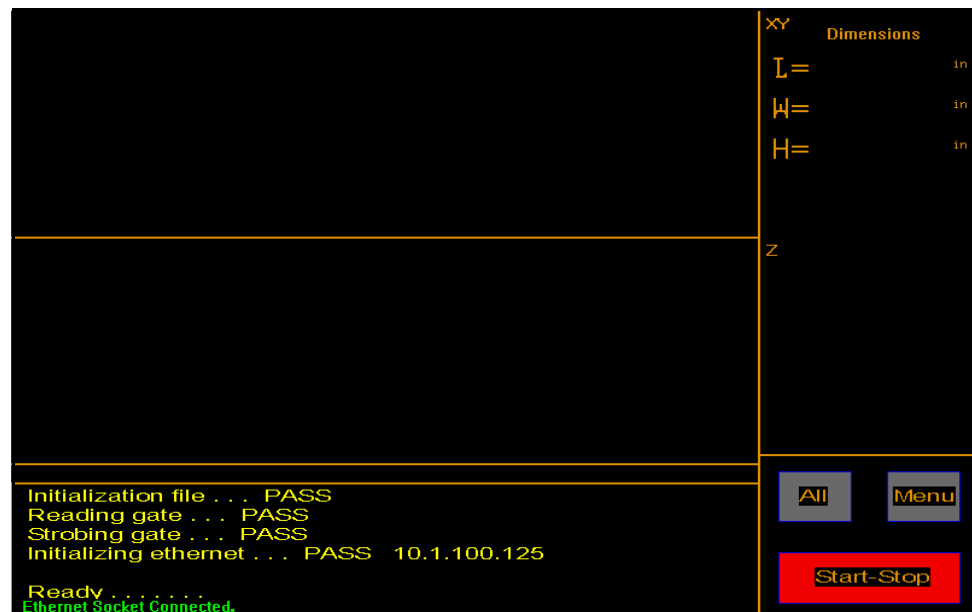 XY
Dimensions
L= in
W= in
H= in
Z
Initialization file . . . PASS
Reading gate . . . PASS
Strobing gate . . . PASS
Initializing ethernet . . . PASS 10.1.100.125
Ready . . . . . . .
Ethernet Socket Connected.
All Menu
Start-Stop